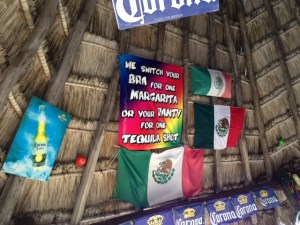 Corona
WE SWITCH YOUR
BRA FOR ONE
MARGARITA
OR YOUR PANTY
FOR ONE
TEQUILA SHOT
Corona
Corona
Corona
Corona